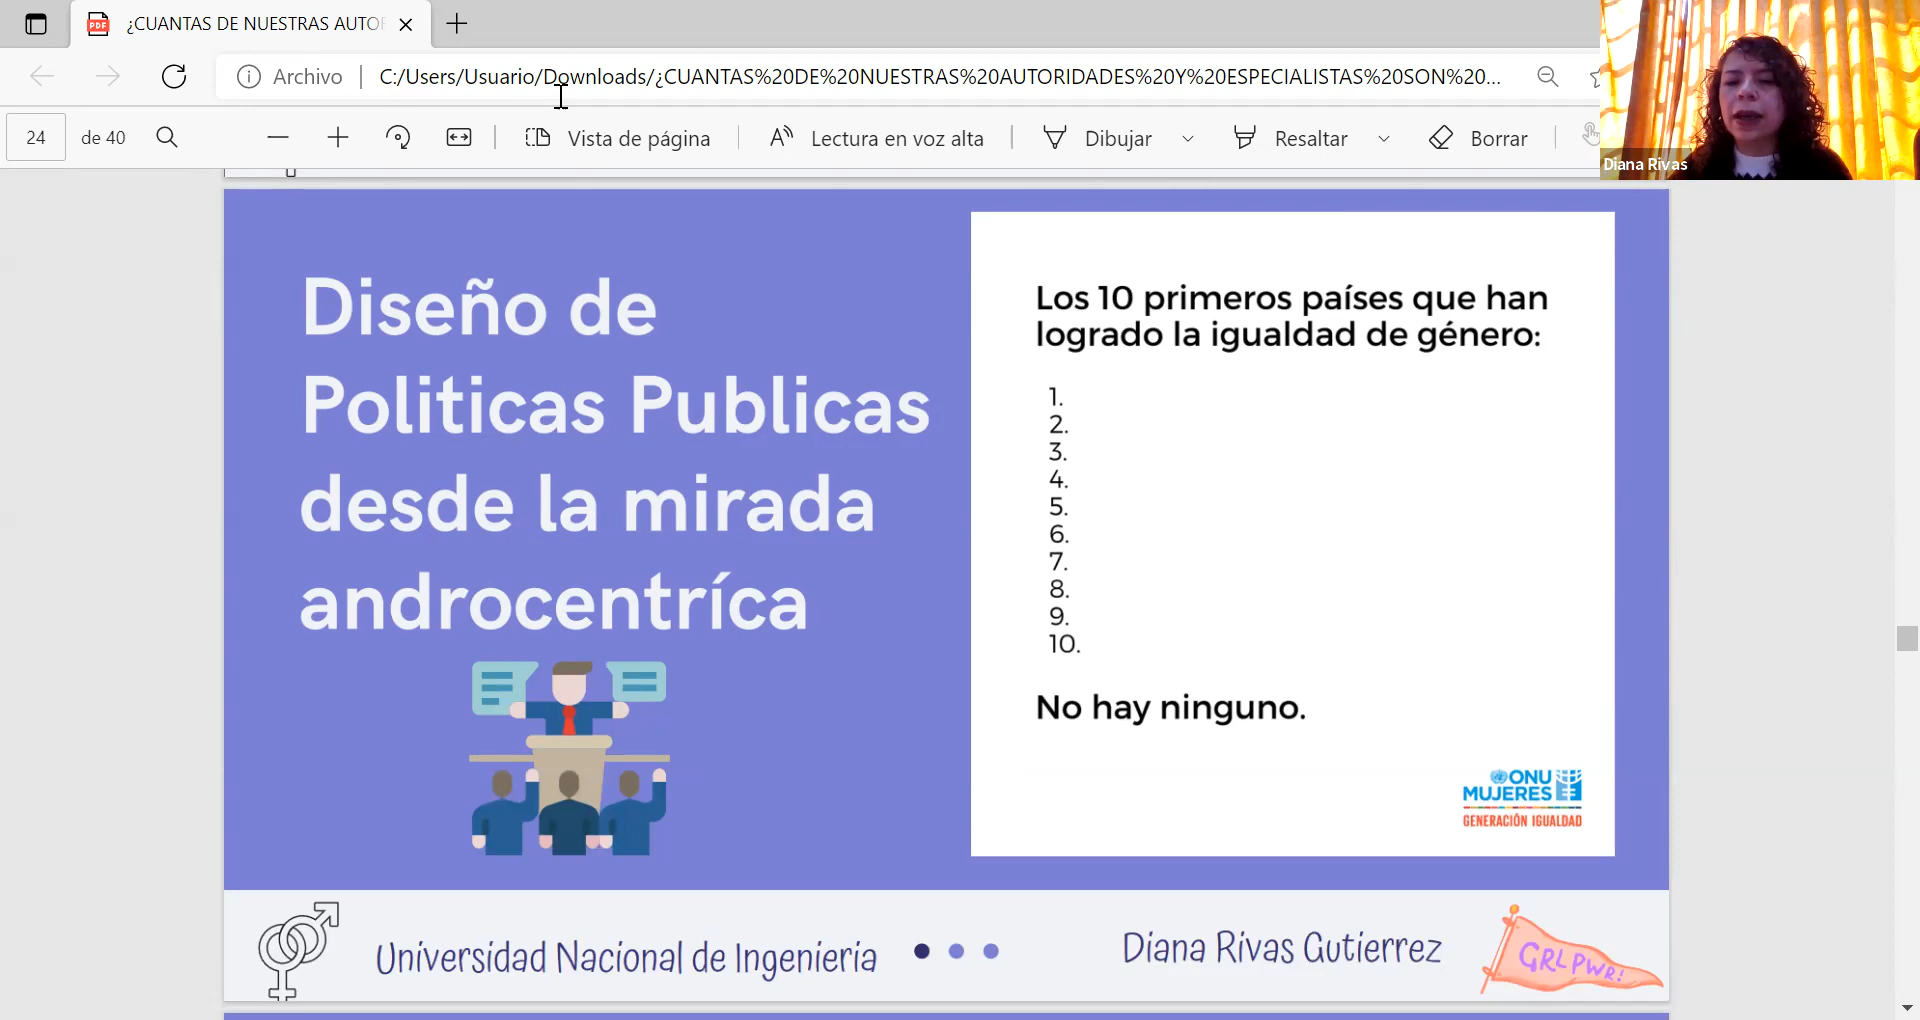 ¿CUANTAS DE NUESTRAS AUTO
Archivo
C:/Users/Usuario/Downloads/¿CUANTAS%20DE%20NUESTRAS%20AUTORIDADES%20Y%20ESPECIALISTAS%20SON%20...
24
de 40
Vista de página
Lectura en voz alta
Dibujar
Resaltar
Borrar
Diana Rivas
Diseño de
Politicas Publicas
desde la mirada
androcentríca
Los 10 primeros países que han
logrado la igualdad de género:
1.
2.
3.
4.
5.
6.
7.
8.
9.
10.
No hay ninguno.
ONU
MUJERES
GENERACIÓN IGUALDAD
Universidad Nacional de Ingenieria
Diana Rivas Gutierrez
GRL PWR!